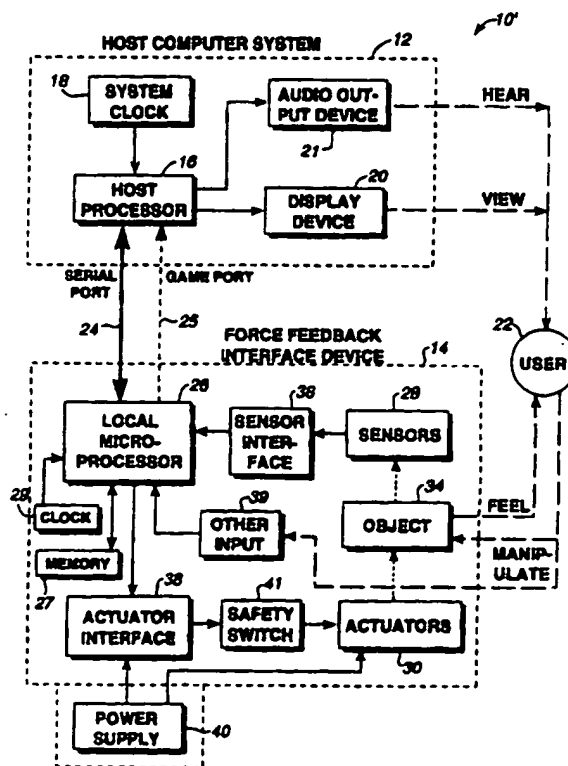 10'
HOST COMPUTER SYSTEM
12
18
SYSTEM
CLOCK
AUDIO OUT-
PUT DEVICE
21
HEAR
16
HOST
PROCESSOR
20
DISPLAY
DEVICE
VIEW
SERIAL
PORT
GAME PORT
24
25
FORCE FEEDBACK
INTERFACE DEVICE
14
22
USER
26
LOCAL
MICRO-
PROCESSOR
38
SENSOR
INTER-
FACE
28
SENSORS
29
CLOCK
39
OTHER
INPUT
34
OBJECT
FEEL
MEMORY
27
MANIPULATE
38
ACTUATOR
INTERFACE
41
SAFETY
SWITCH
ACTUATORS
30
POWER
SUPPLY
40